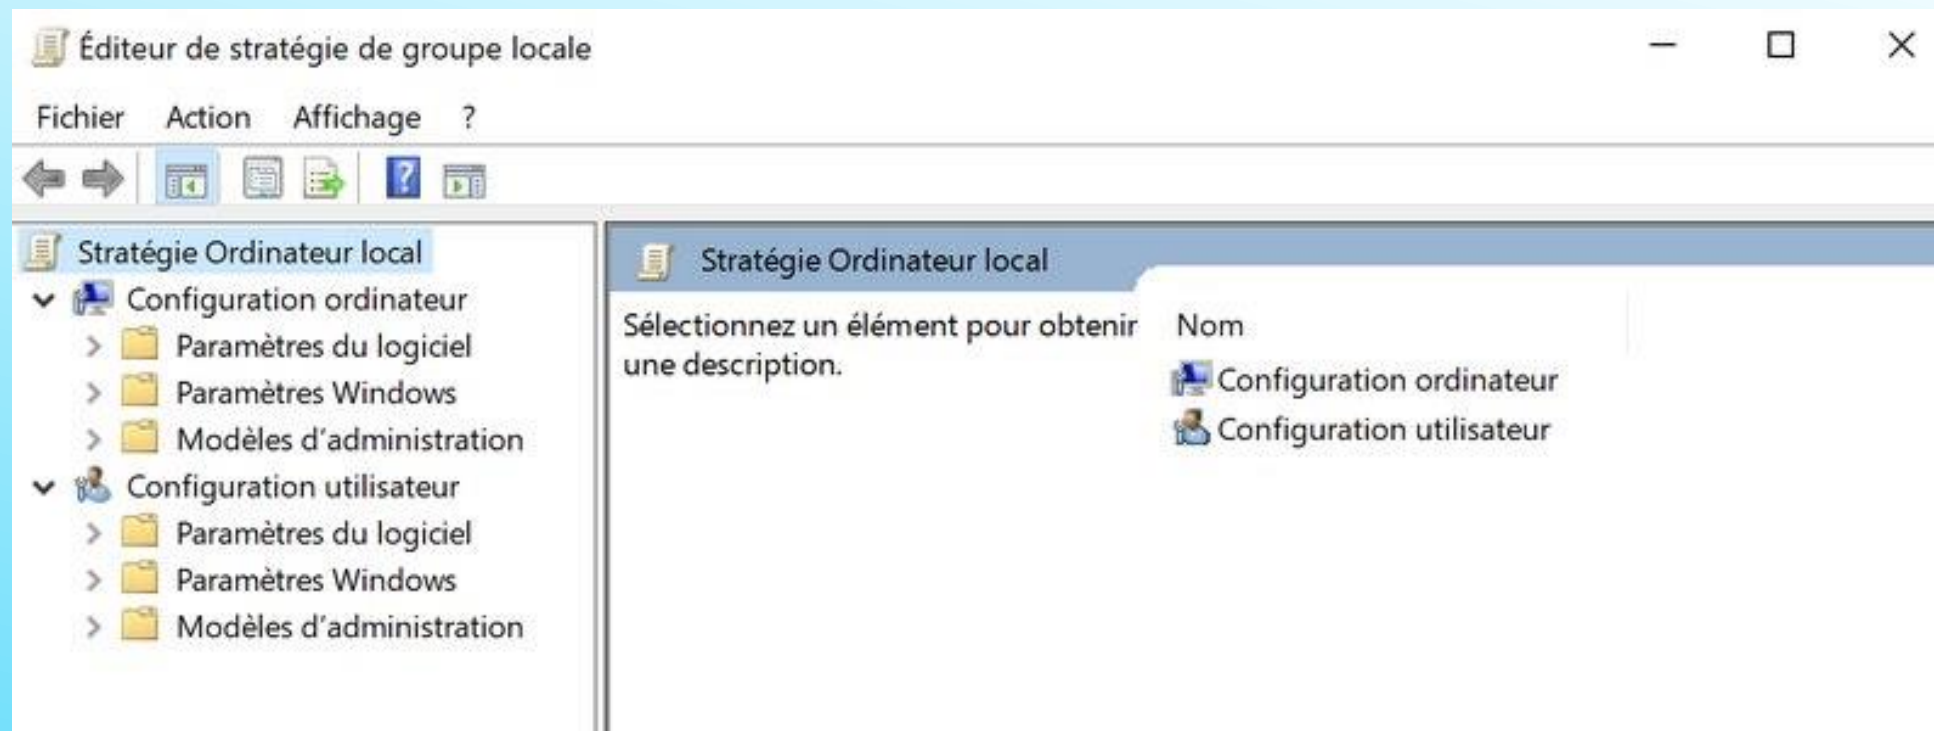 Éditeur de stratégie de groupe locale
Fichier Action Affichage ?
Stratégie Ordinateur local
Configuration ordinateur
Paramètres du logiciel
Paramètres Windows
Modèles d'administration
Configuration utilisateur
Paramètres du logiciel
Paramètres Windows
Modèles d'administration
Stratégie Ordinateur local
Sélectionnez un élément pour obtenir
une description.
Nom
Configuration ordinateur
Configuration utilisateur